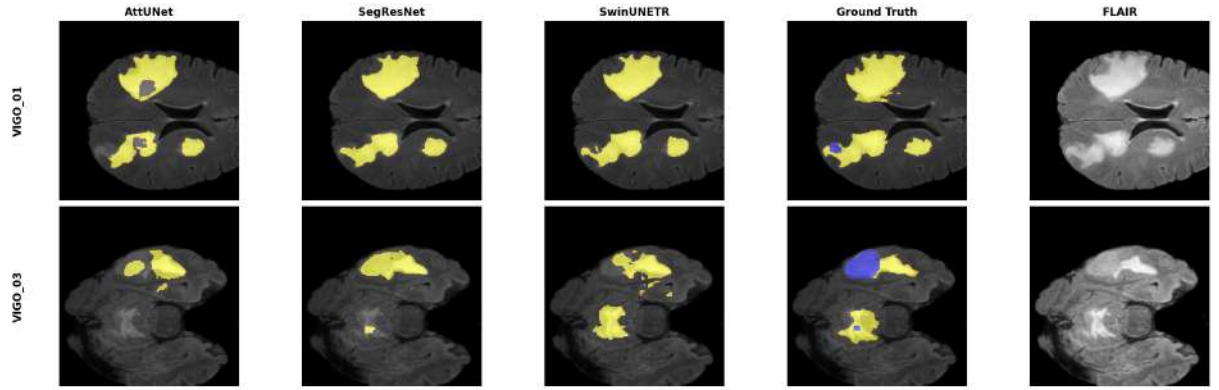 AttUNet SegResNet SwinUNETR Ground Truth FLAIR
VIGO_01
VIGO_03